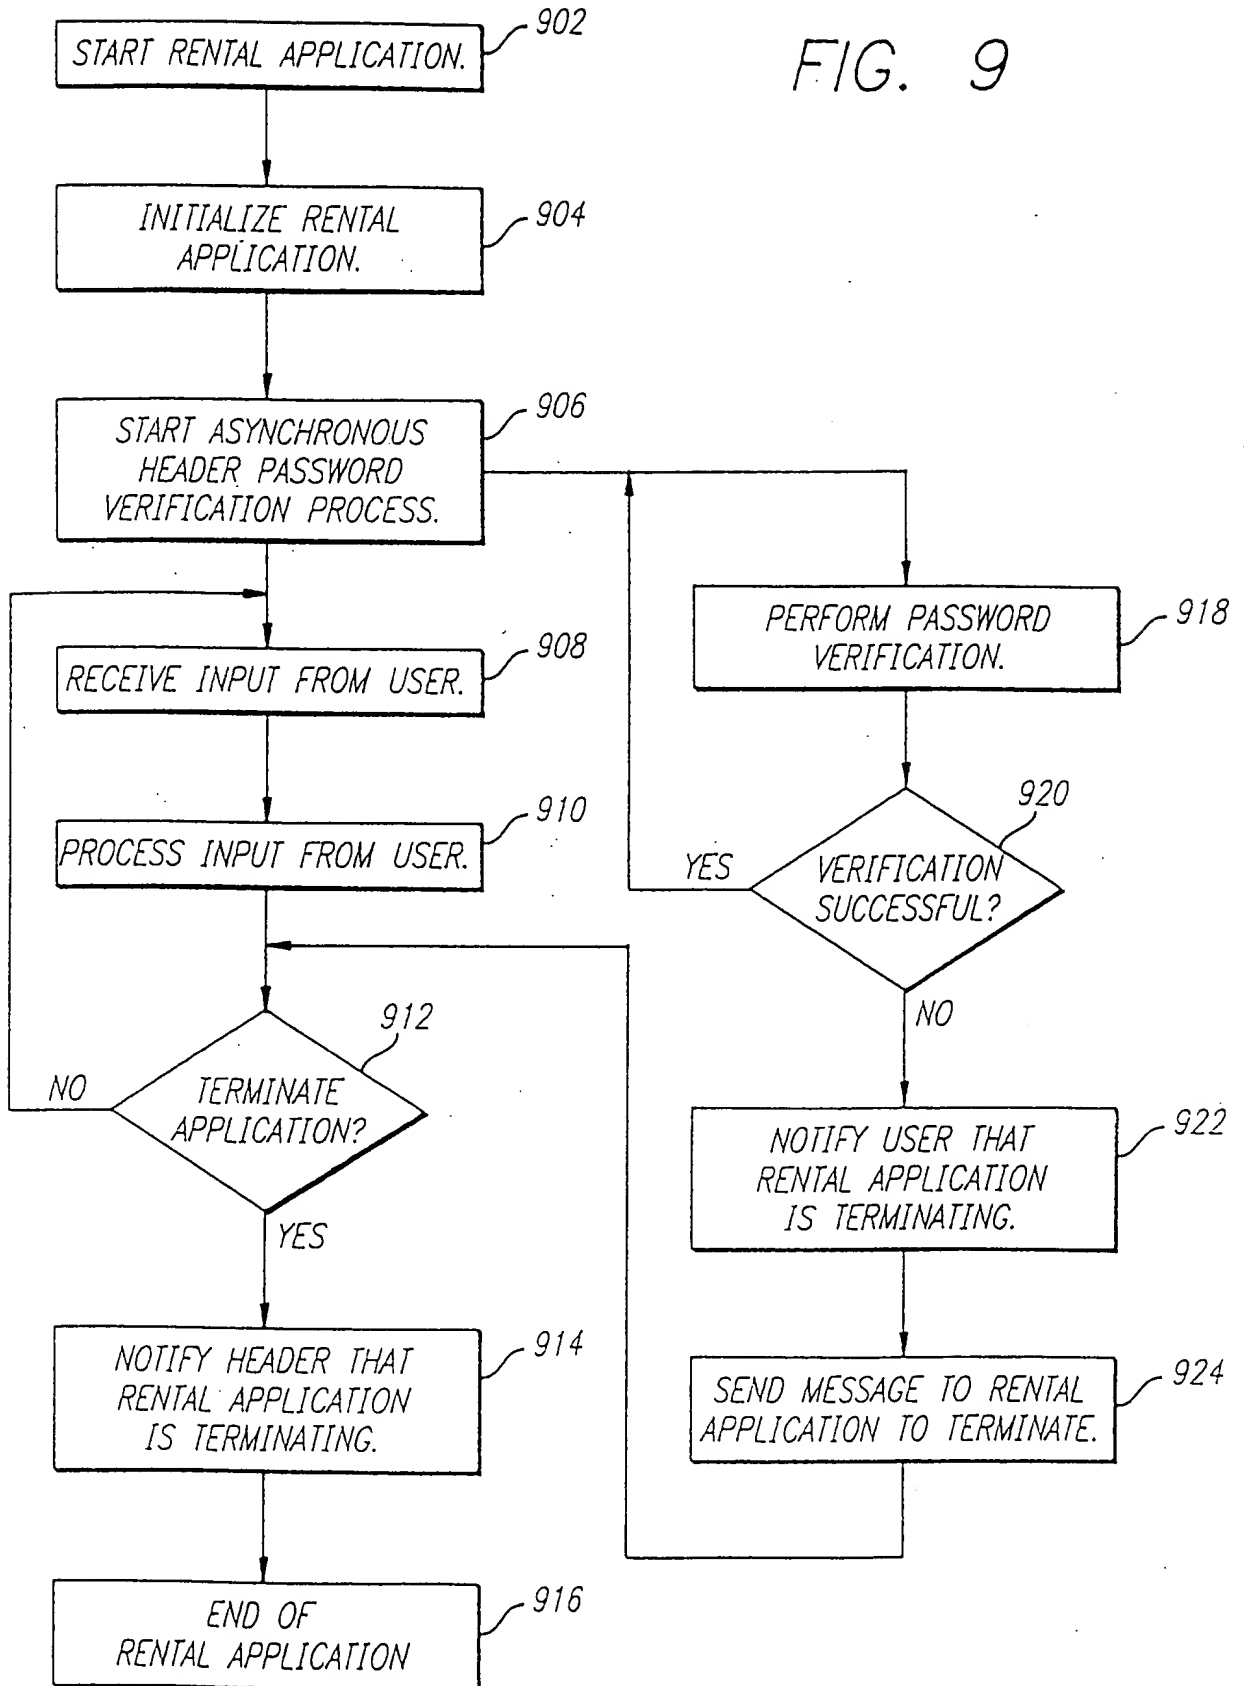 FIG. 9
902
START RENTAL APPLICATION.
904
INITIALIZE RENTAL
APPLICATION.
906
START ASYNCHRONOUS
HEADER PASSWORD
VERIFICATION PROCESS.
908
RECEIVE INPUT FROM USER.
910
PROCESS INPUT FROM USER.
912
TERMINATE
APPLICATION?
NO
YES
914
NOTIFY HEADER THAT
RENTAL APPLICATION
IS TERMINATING.
916
END OF
RENTAL APPLICATION
918
PERFORM PASSWORD
VERIFICATION.
920
VERIFICATION
SUCCESSFUL?
YES
NO
922
NOTIFY USER THAT
RENTAL APPLICATION
IS TERMINATING.
924
SEND MESSAGE TO RENTAL
APPLICATION TO TERMINATE.